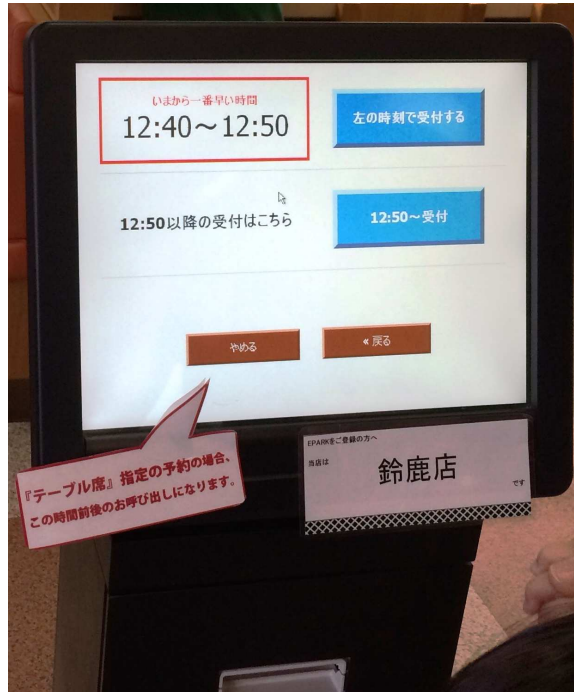 いまから一番早い時間
12:40～12:50
左の時刻で受付する
12:50以降の受付はこちら
12:50～受付
やめる
« 戻る
『テーブル席』指定の予約の場合、
この時間前後のお呼び出しになります。
EPARKをご登録の方へ
当店は
鈴鹿店
です